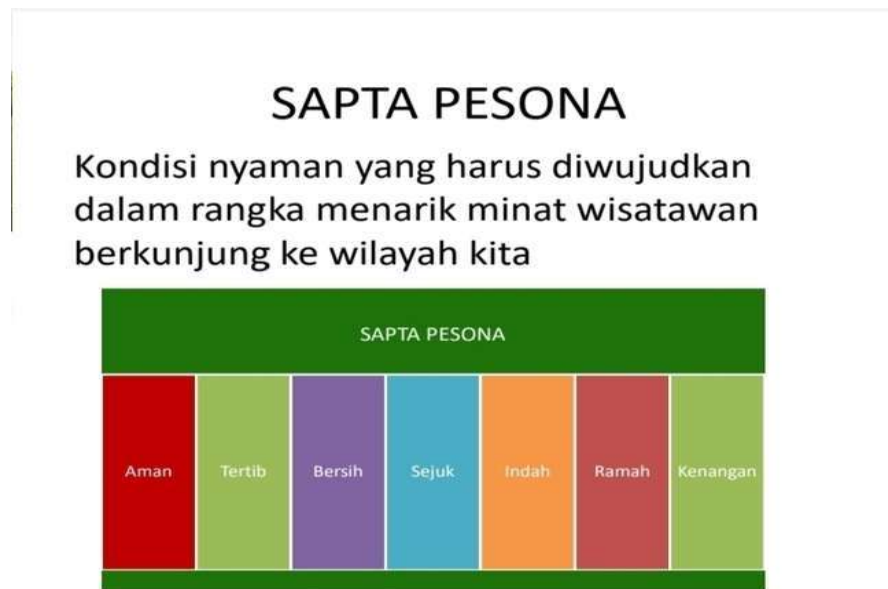 SAPTA PESONA
Kondisi nyaman yang harus diwujudkan
dalam rangka menarik minat wisatawan
berkunjung ke wilayah kita
SAPTA PESONA
Aman Tertib Bersih Sejuk Indah Ramah Kenangan